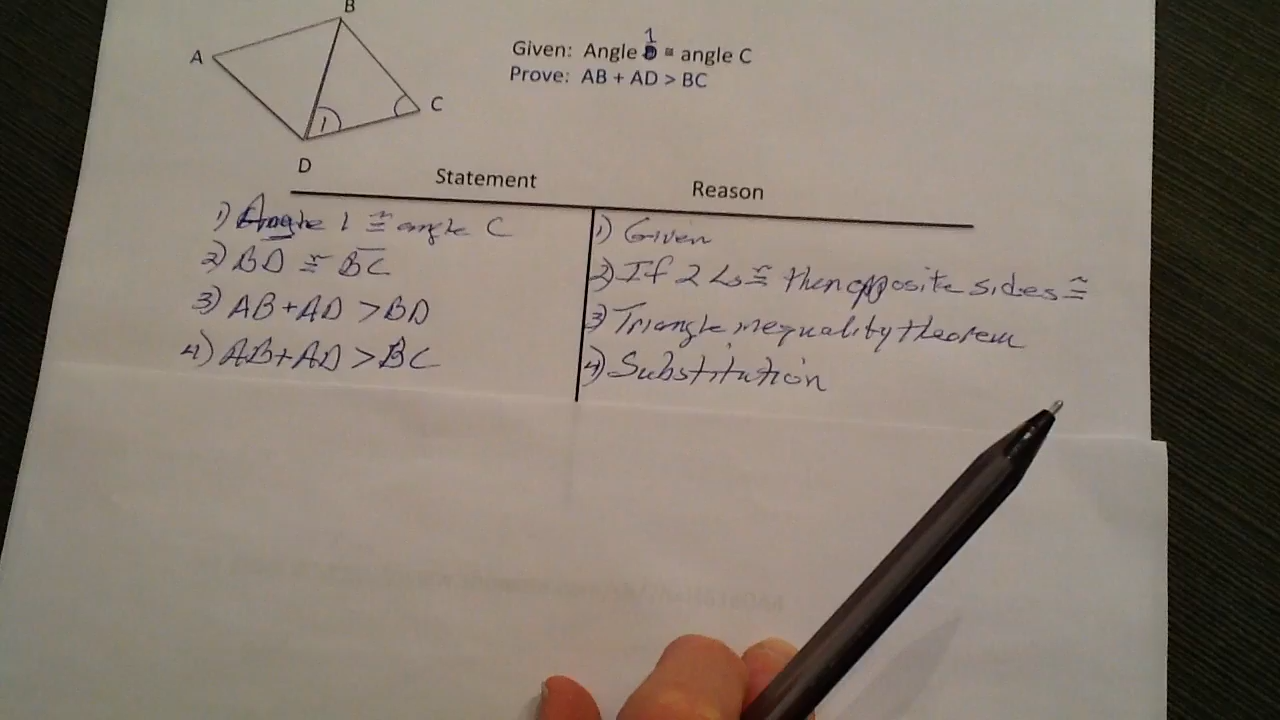 B
A
C
1
D
Given: Angle 1 ≅ angle C
Prove: AB + AD > BC
Statement
Reason
1) Angle 1 ≅ angle C
1) Given
2) BD ≅ BC
2) If 2 ∠s ≅ then opposite sides ≅
3) AB+AD >BD
3) Triangle inequality theorem
4) AB+AD >BC
4) Substitution